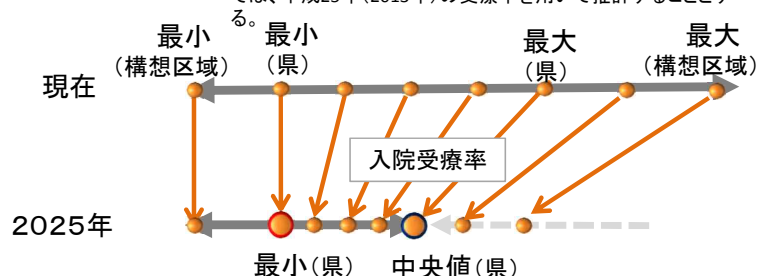 る。
最小
(構想区域)
最小
(県)
最大
(県)
最大
(構想区域)
現在
入院受療率
2025年
最小(県)
中央値(県)